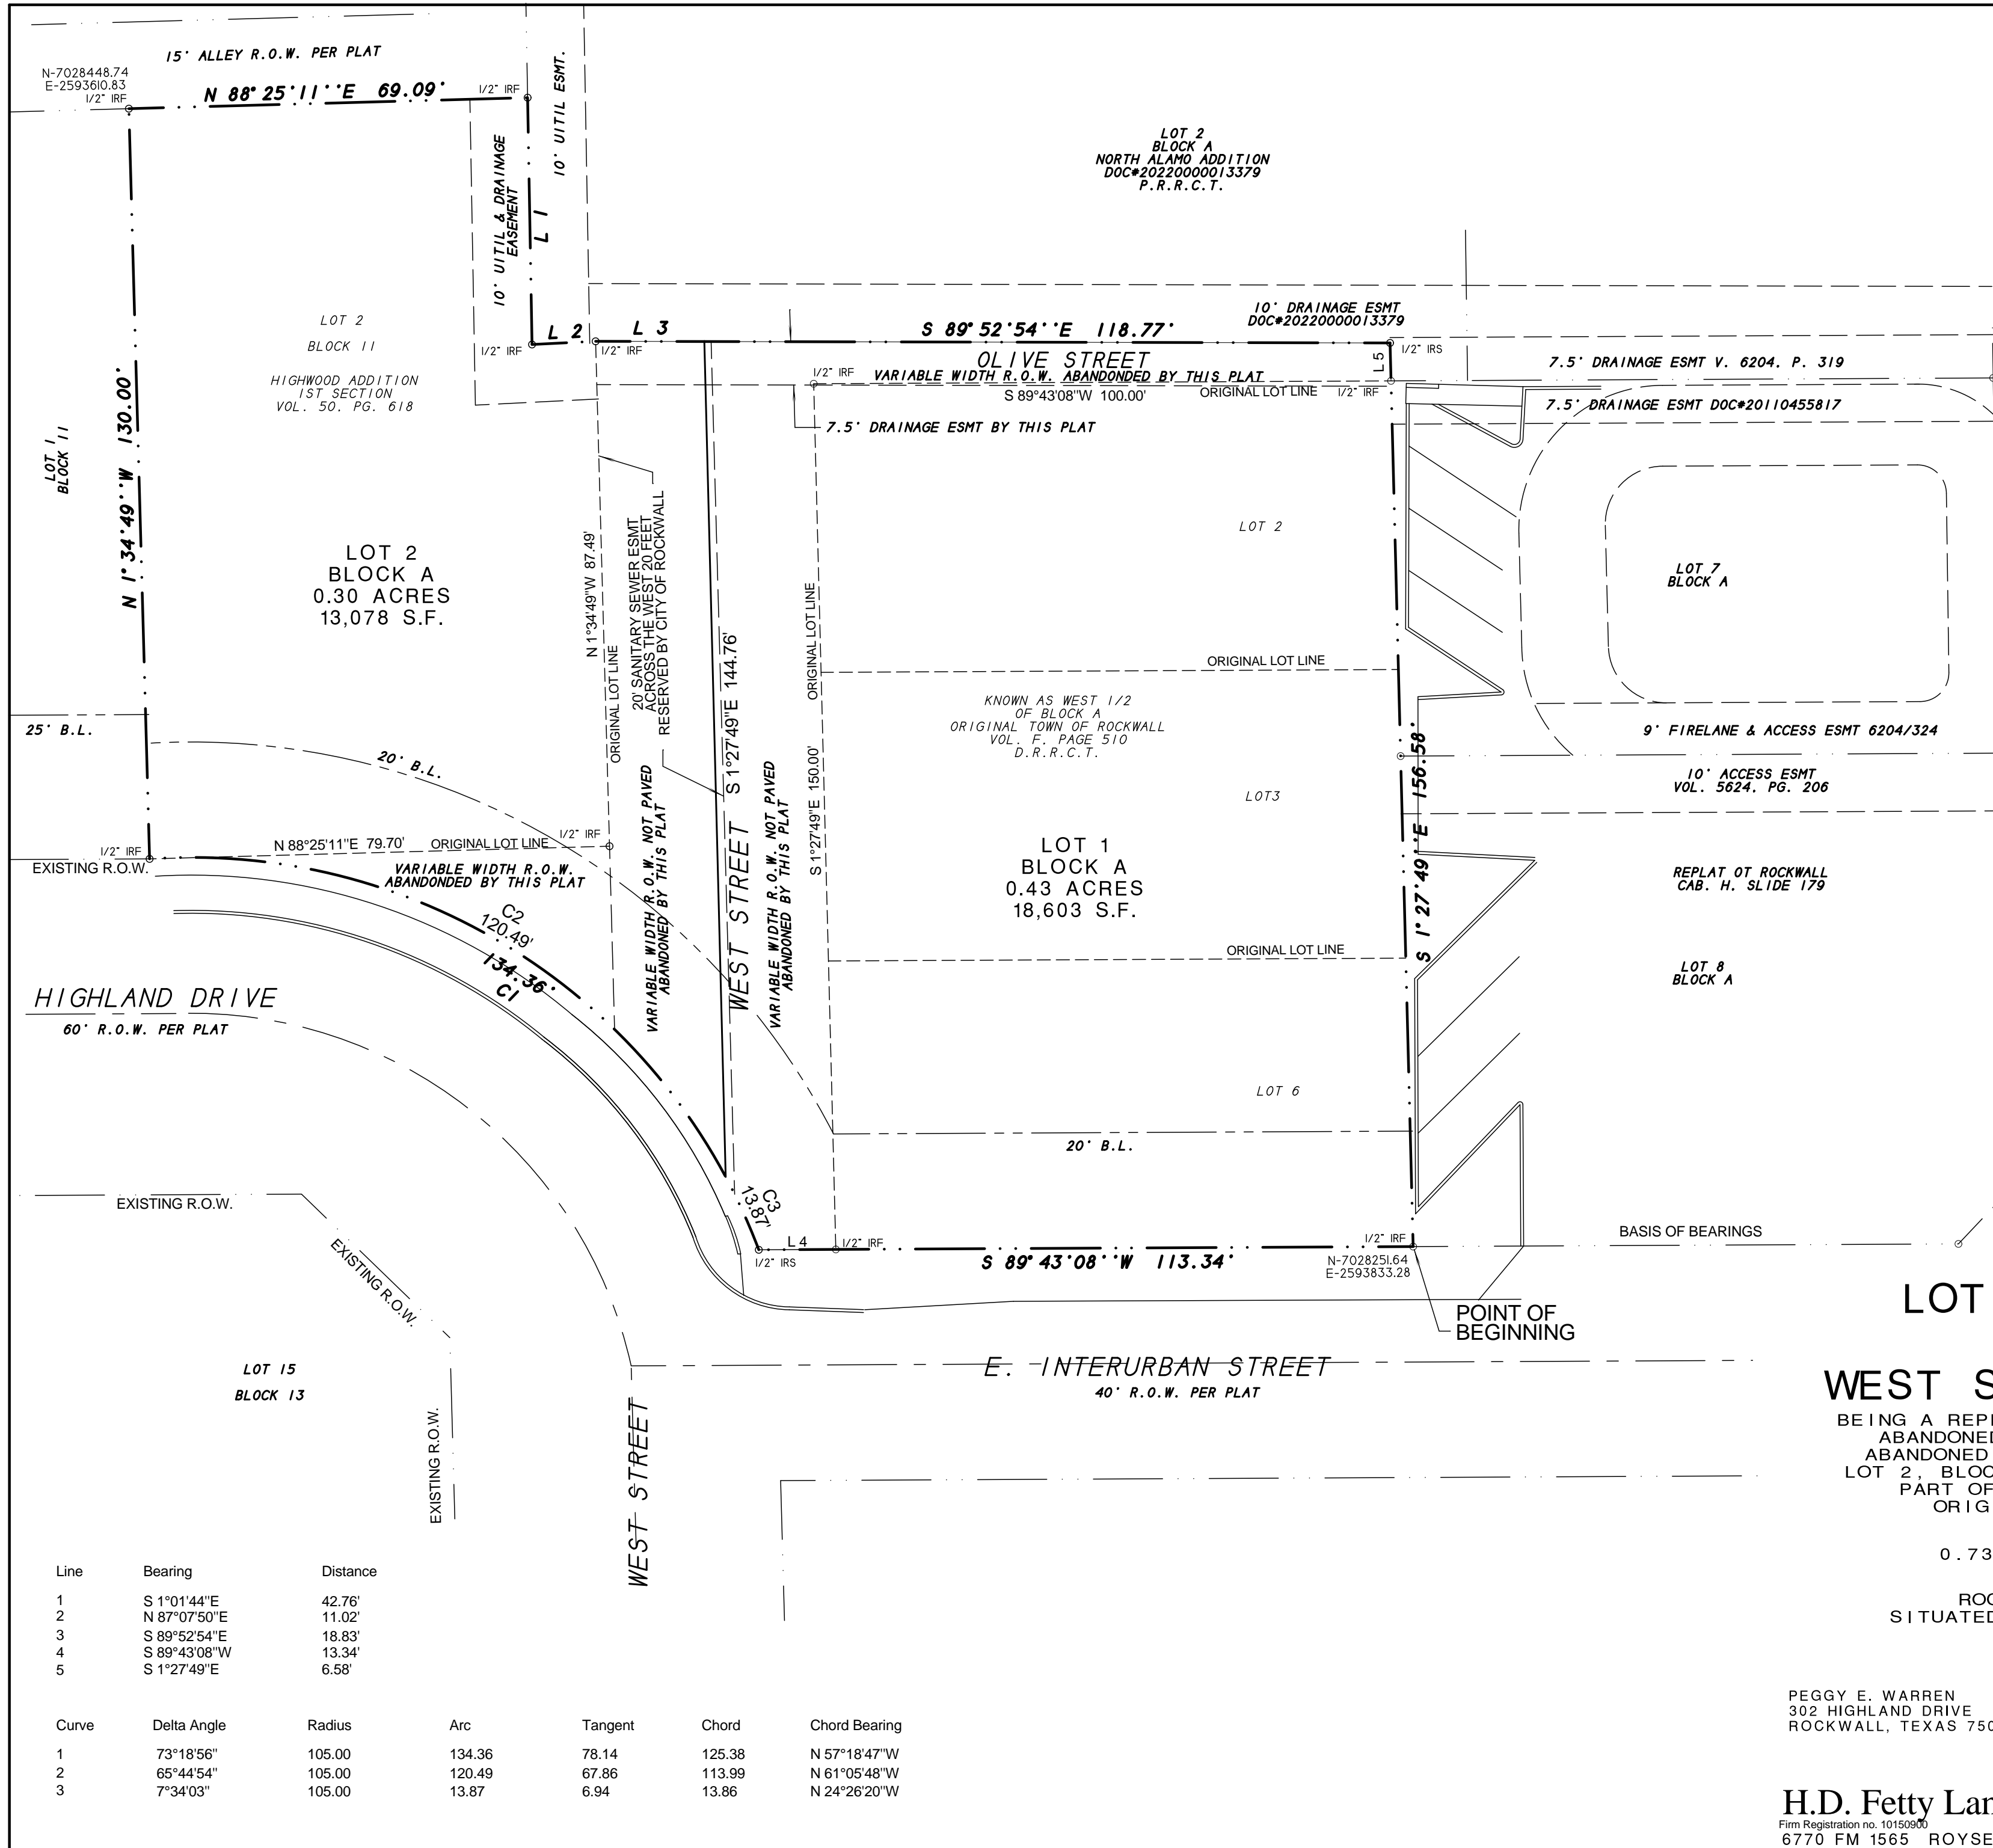 15' ALLEY R.O.W. PER PLAT
N-7028448.74
E-2593610.83
1/2" IRF
N 88°25'11''E 69.09'
1/2" IRF
10' UITIL ESMT.
10' UITIL & DRAINAGE
EASEMENT
L 1
LOT 2
BLOCK A
NORTH ALAMO ADDITION
DOC#20220000013379
P.R.R.C.T.
LOT 2
BLOCK 11
HIGHWOOD ADDITION
1ST SECTION
VOL. 50. PG. 618
1/2" IRF
L 2
L 3
1/2" IRF
S 89°52'54''E 118.77'
10' DRAINAGE ESMT
DOC#20220000013379
OLIVE STREET
VARIABLE WIDTH R.O.W. ABANDONDED BY THIS PLAT
1/2" IRF
S 89°43'08"W 100.00'
ORIGINAL LOT LINE
1/2" IRF
L 5
1/2" IRS
7.5' DRAINAGE ESMT V. 6204. P. 319
7.5' DRAINAGE ESMT DOC#20110455817
7.5' DRAINAGE ESMT BY THIS PLAT
LOT 1
BLOCK 11
N 1°34'49''W 130.00'
LOT 2
BLOCK A
0.30 ACRES
13,078 S.F.
N 1°34'49"W 87.49'
ORIGINAL LOT LINE
20' SANITARY SEWER ESMT
ACROSS THE WEST 20 FEET
RESERVED BY CITY OF ROCKWALL
S 1°27'49"E 144.76'
ORIGINAL LOT LINE
S 1°27'49"E 150.00'
LOT 2
LOT 7
BLOCK A
ORIGINAL LOT LINE
KNOWN AS WEST 1/2
OF BLOCK A
ORIGINAL TOWN OF ROCKWALL
VOL. F. PAGE 510
D.R.R.C.T.
LOT3
25' B.L.
20' B.L.
9' FIRELANE & ACCESS ESMT 6204/324
10' ACCESS ESMT
VOL. 5624. PG. 206
S 1°27'49''E 156.58'
1/2" IRF
EXISTING R.O.W.
N 88°25'11"E 79.70'
ORIGINAL LOT LINE
1/2" IRF
VARIABLE WIDTH R.O.W.
ABANDONDED BY THIS PLAT
VARIABLE WIDTH R.O.W. NOT PAVED
ABANDONED BY THIS PLAT
WEST STREET
VARIABLE WIDTH R.O.W. NOT PAVED
ABANDONED BY THIS PLAT
LOT 1
BLOCK A
0.43 ACRES
18,603 S.F.
REPLAT OT ROCKWALL
CAB. H. SLIDE 179
C2
120.49'
134.36'
C1
ORIGINAL LOT LINE
LOT 8
BLOCK A
HIGHLAND DRIVE
60' R.O.W. PER PLAT
LOT 6
20' B.L.
EXISTING R.O.W.
EXISTING R.O.W.
C3
13.87'
L 4
1/2" IRS
1/2" IRF
S 89°43'08''W 113.34'
1/2" IRF
N-7028251.64
E-2593833.28
BASIS OF BEARINGS
POINT OF
BEGINNING
LOT 15
BLOCK 13
EXISTING R.O.W.
WEST STREET
E. INTERURBAN STREET
40' R.O.W. PER PLAT
LOT
WEST S
BEING A REPL
ABANDONED
ABANDONED
LOT 2, BLOC
PART OF
ORIG
0.73
ROC
SITUATED
Line Bearing Distance
1 S 1°01'44"E 42.76'
2 N 87°07'50"E 11.02'
3 S 89°52'54"E 18.83'
4 S 89°43'08"W 13.34'
5 S 1°27'49"E 6.58'
Curve Delta Angle Radius Arc Tangent Chord Chord Bearing
1 73°18'56" 105.00 134.36 78.14 125.38 N 57°18'47"W
2 65°44'54" 105.00 120.49 67.86 113.99 N 61°05'48"W
3 7°34'03" 105.00 13.87 6.94 13.86 N 24°26'20"W
PEGGY E. WARREN
302 HIGHLAND DRIVE
ROCKWALL, TEXAS 750
H.D. Fetty Lan
Firm Registration no. 10150900
6770 FM 1565 ROYSE